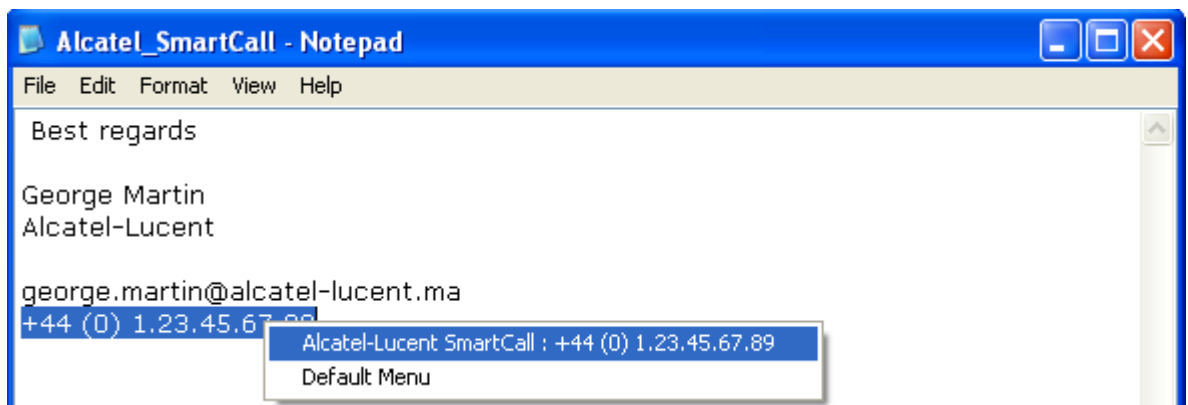 Alcatel_SmartCall - Notepad
File Edit Format View Help
Best regards
George Martin
Alcatel-Lucent
george.martin@alcatel-lucent.ma
+44 (0) 1.23.45.67.89
Alcatel-Lucent SmartCall : +44 (0) 1.23.45.67.89
Default Menu